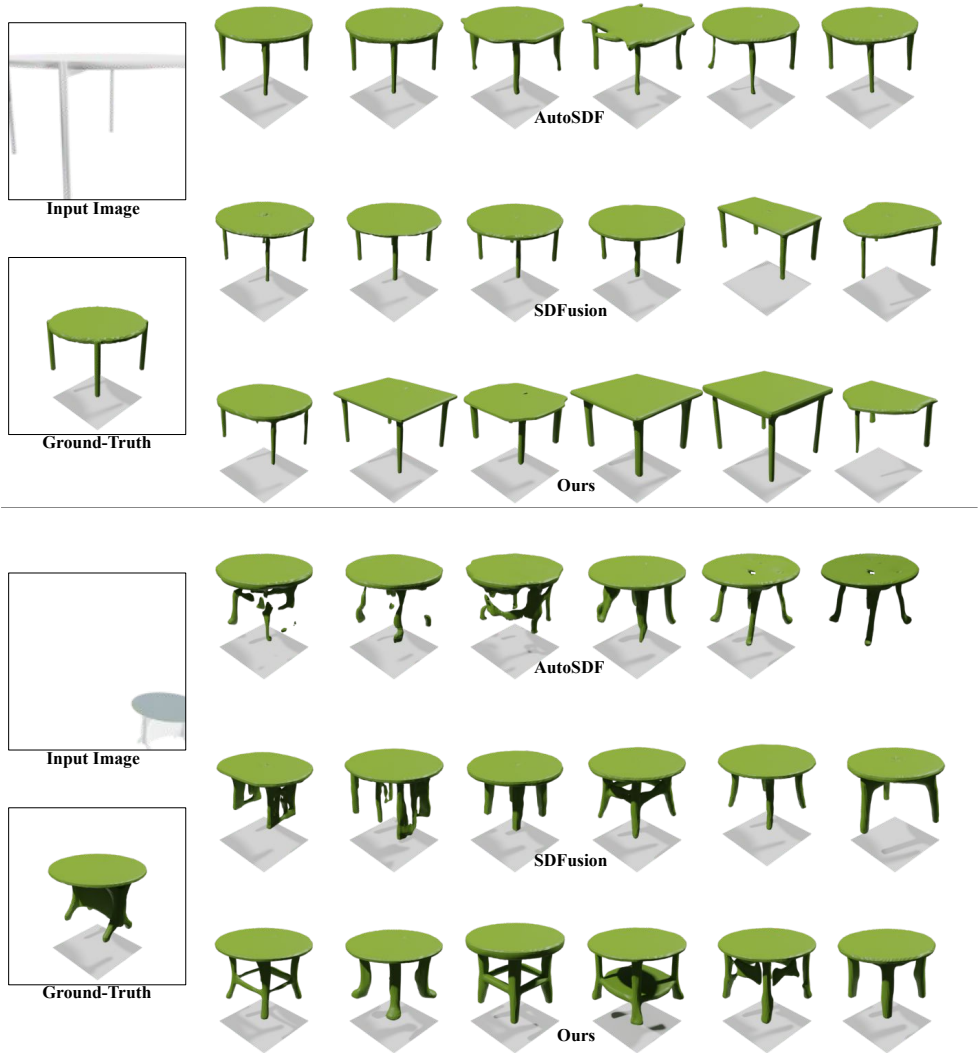 AutoSDF
Input Image
SDFusion
Ground-Truth
Ours
AutoSDF
Input Image
SDFusion
Ground-Truth
Ours